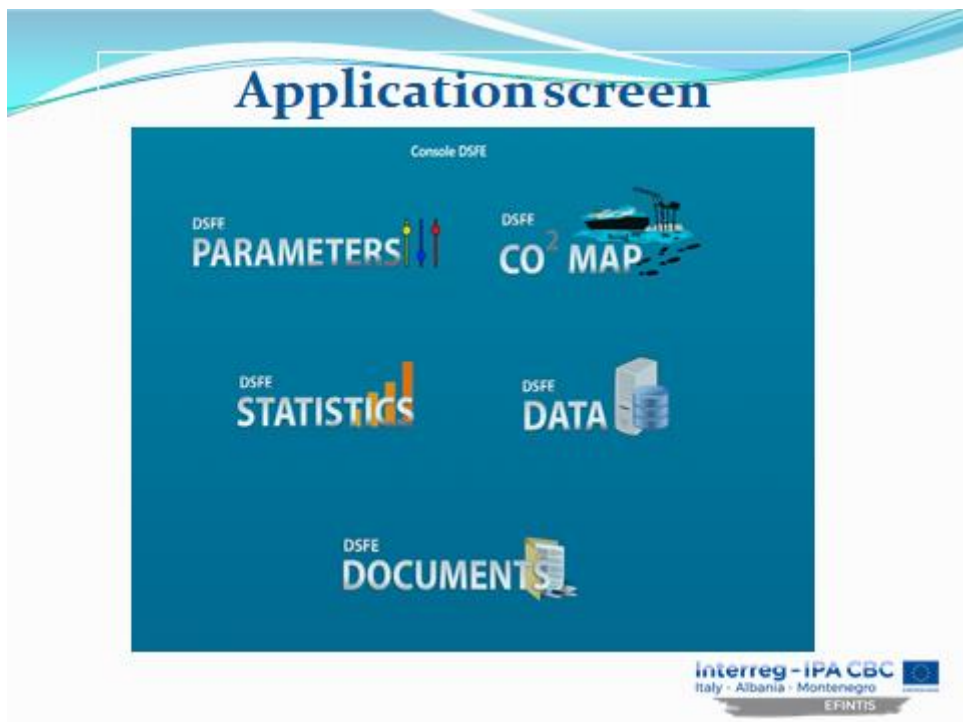 Application screen
Console DSFE
DSFE
PARAMETERS
DSFE
CO² MAP
DSFE
STATISTICS
DSFE
DATA
DSFE
DOCUMENTS
Interreg - IPA CBC
Italy - Albania - Montenegro
EFINTIS